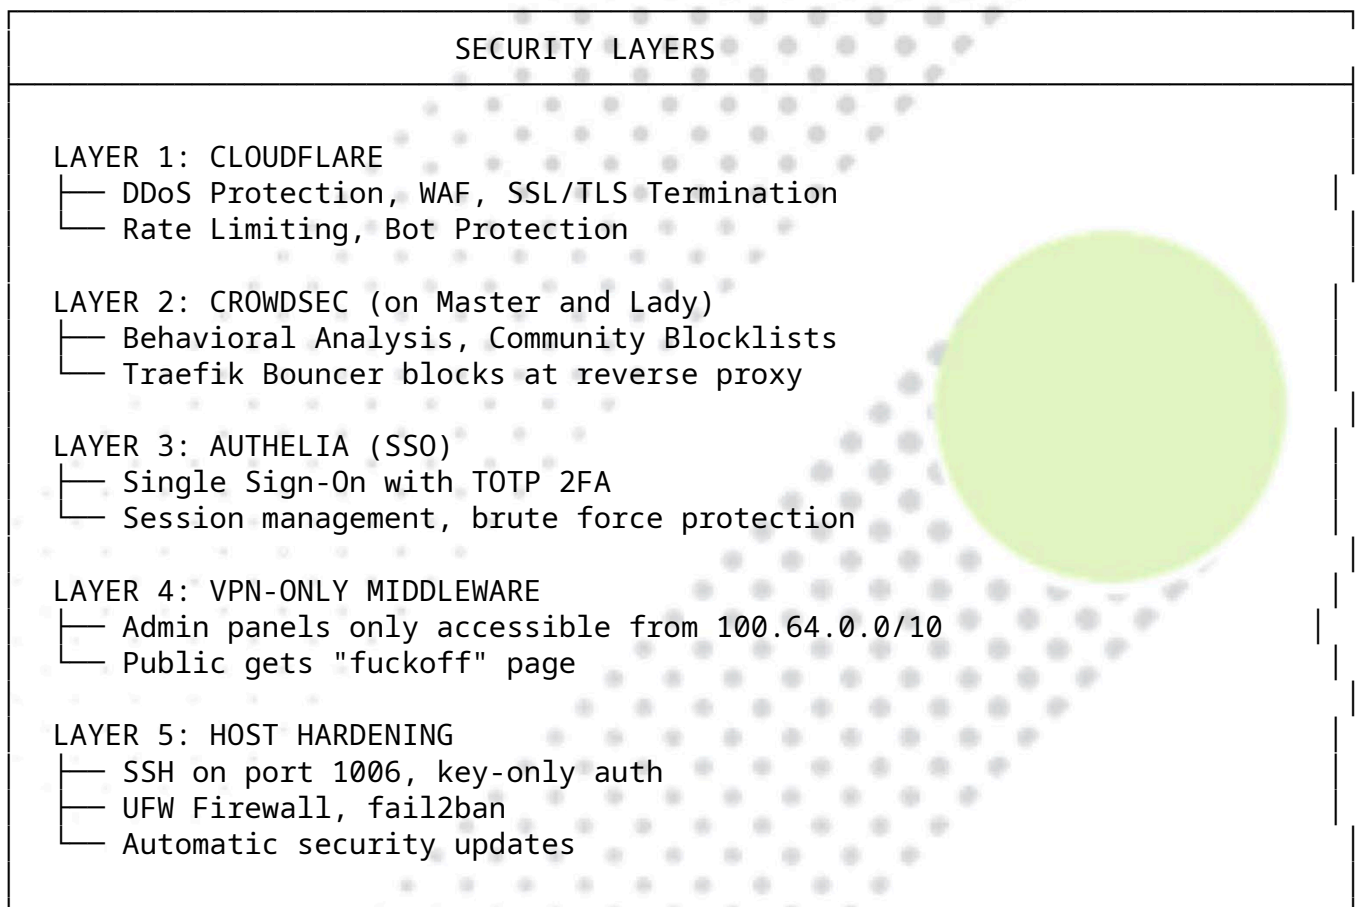 SECURITY LAYERS
LAYER 1: CLOUDFLARE
├── DDoS Protection, WAF, SSL/TLS Termination
└── Rate Limiting, Bot Protection
LAYER 2: CROWDSEC (on Master and Lady)
├── Behavioral Analysis, Community Blocklists
└── Traefik Bouncer blocks at reverse proxy
LAYER 3: AUTHELIA (SSO)
├── Single Sign-On with TOTP 2FA
└── Session management, brute force protection
LAYER 4: VPN-ONLY MIDDLEWARE
├── Admin panels only accessible from 100.64.0.0/10
└── Public gets "fuckoff" page
LAYER 5: HOST HARDENING
├── SSH on port 1006, key-only auth
├── UFW Firewall, fail2ban
└── Automatic security updates